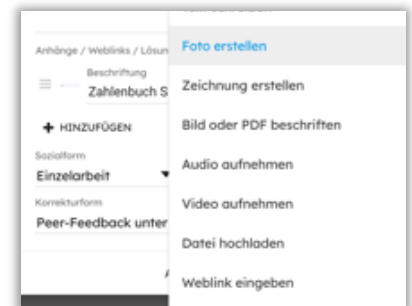 Anhänge / Weblinks / Lösun
Beschriftung
Zahlenbuch S
+ HINZUFÜGEN
Sozialform
Einzelarbeit
Korrekturform
Peer-Feedback unter
Foto erstellen
Zeichnung erstellen
Bild oder PDF beschriften
Audio aufnehmen
Video aufnehmen
Datei hochladen
Weblink eingeben